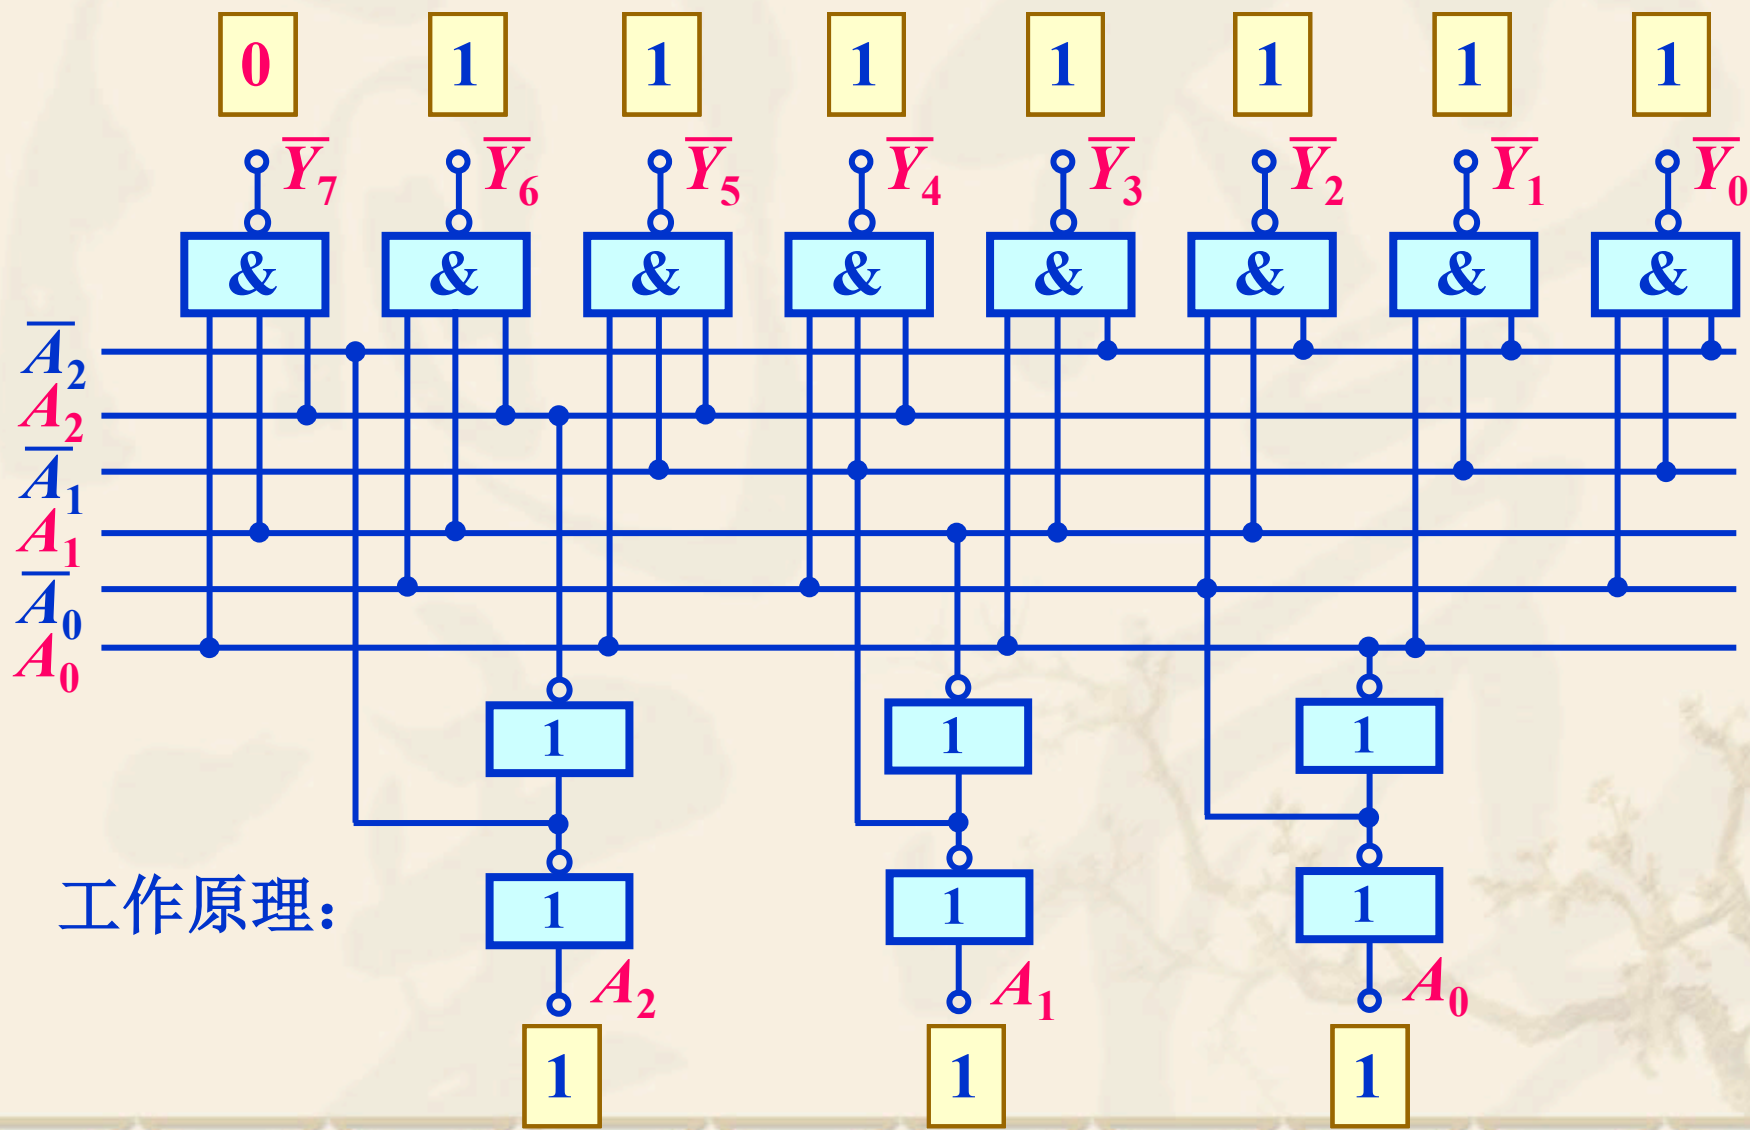 0 1 1 1 1 1 1 1
Y̅₇ Y̅₆ Y̅₅ Y̅₄ Y̅₃ Y̅₂ Y̅₁ Y̅₀
& & & & & & & &
A̅₂
A₂
A̅₁
A₁
A̅₀
A₀
1 1 1
1 1 1
工作原理：
A₂ A₁ A₀
1 1 1